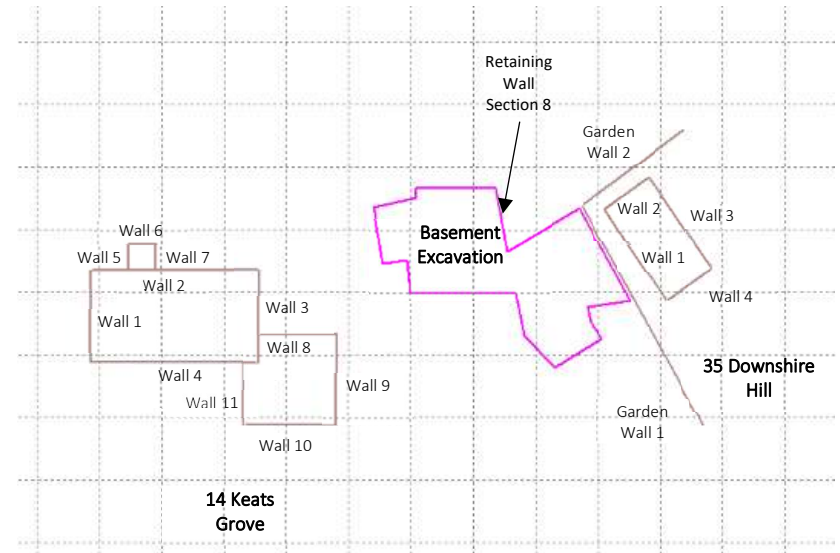 Retaining
Wall
Section 8
Garden
Wall 2
Wall 2
Wall 3
Wall 6
Basement
Excavation
Wall 5
Wall 7
Wall 1
Wall 2
Wall 4
Wall 3
Wall 1
Wall 8
35 Downshire
Hill
Wall 4
Wall 9
Wall 11
Garden
Wall 1
Wall 10
14 Keats
Grove